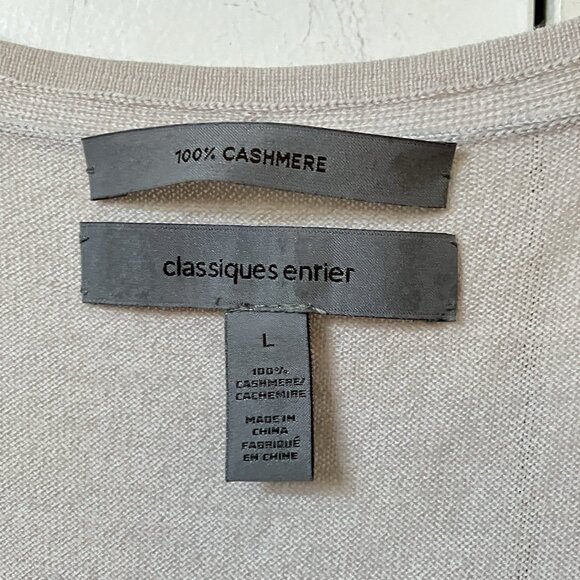 100% CASHMERE
classiques entier
L
100%
CASHMERE/
CACHEMIRE
MADE IN
CHINA
FABRIQUÉ
EN CHINE